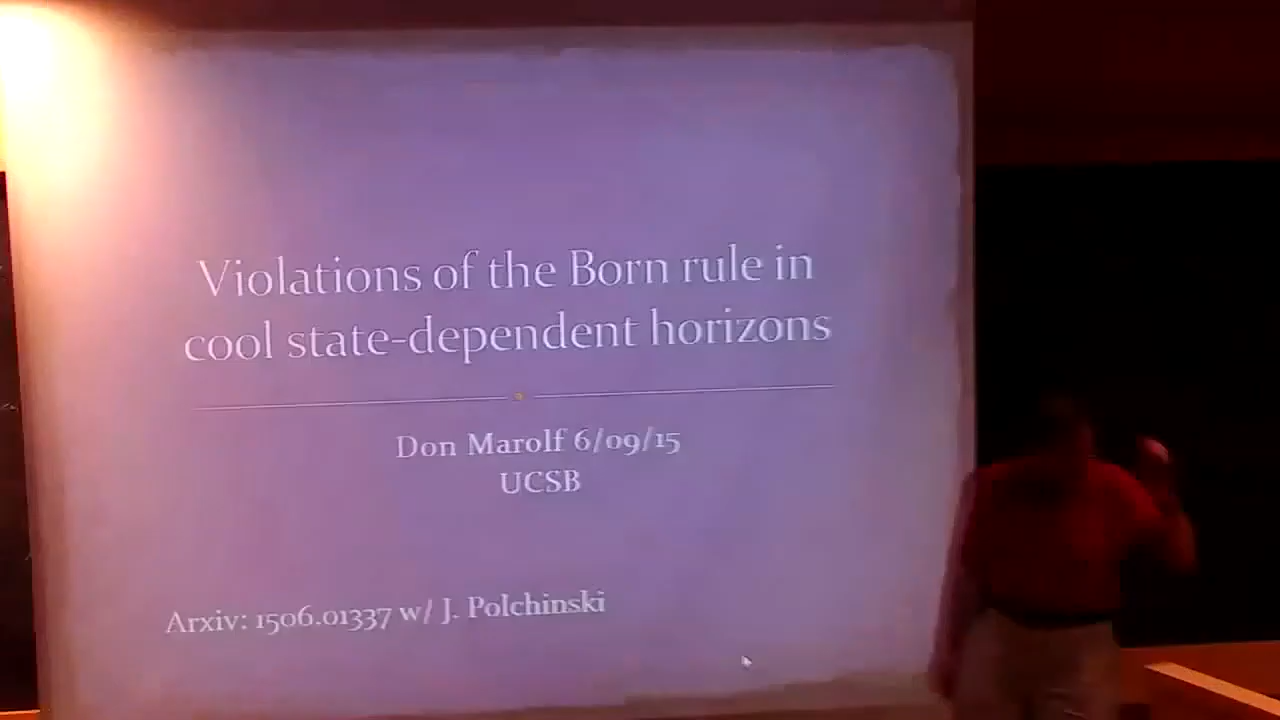 Violations of the Born rule in
cool state-dependent horizons
Don Marolf 6/09/15
UCSB
Arxiv: 1506.01337 w/ J. Polchinski